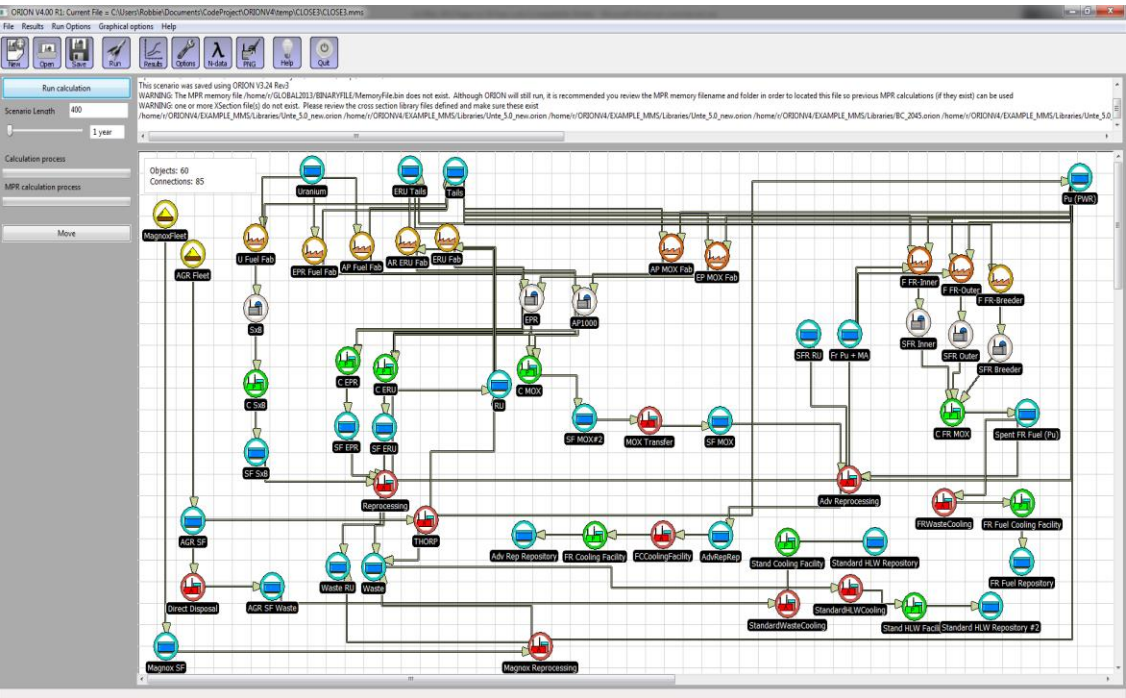 ORION V4.00 R1: Current File = C:\Users\Robbie\Documents\CodeProject\ORIONV4\temp\CLOSE3\CLOSE3.mms
File Results Run Options Graphical options Help
New Open Save Run Results Options N-data PNG Help Quit
Run calculation
Scenario Length 400
1 year
Calculation process
MPR calculation process
Move
This scenario was saved using ORION V3.24 Rev3
WARNING: The MPR memory file /home/r/GLOBAL2013/BINARYFILE/MemoryFile.bin does not exist. Although ORION will still run, it is recommended you review the MPR memory filename and folder in order to located this file so previous MPR calculations (if they exist) can be used
WARNING: one or more XSection file(s) do not exist. Please review the cross section library files defined and make sure these exist
/home/r/ORIONV4/EXAMPLE_MMS/Libraries/Unte_5.0_new.orion /home/r/ORIONV4/EXAMPLE_MMS/Libraries/Unte_5.0_new.orion /home/r/ORIONV4/EXAMPLE_MMS/Libraries/BC_2045.orion /home/r/ORIONV4/EXAMPLE_MMS/Libraries/Unte_5.0_new.orion /home/r/ORIONV4/EXAMPLE_MMS/Libraries/Unte_5.0
Objects: 60
Connections: 85
Uranium
ERU Tails
Tails
Pu (PWR)
MagnoxFleet
AGR Fleet
U Fuel Fab
EPR Fuel Fab
AP Fuel Fab
AR ERU Fab
ERU Fab
AP MOX Fab
EP MOX Fab
F FR-Inner
F FR-Outer
F FR-Breeder
SxB
EPR
AP1000
SFR RU
Fr Pu + MA
SFR Inner
SFR Outer
SFR Breeder
C SxB
C EPR
C ERU
RU
C MOX
SF MOX#2
MOX Transfer
SF MOX
C FR MOX
Spent FR Fuel (Pu)
SF SxB
SF EPR
SF ERU
Reprocessing
Adv Reprocessing
AGR SF
THORP
FRWasteCooling
FR Fuel Cooling Facility
Adv Rep Repository
FR Cooling Facility
FCCoolingFacility
AdvRepRep
Stand Cooling Facility
Standard HLW Repository
FR Fuel Repository
Direct Disposal
AGR SF Waste
Waste RU
Waste
StandardWasteCooling
StandardHLWCooling
Stand HLW Facili
Standard HLW Repository #2
Magnox SF
Magnox Reprocessing